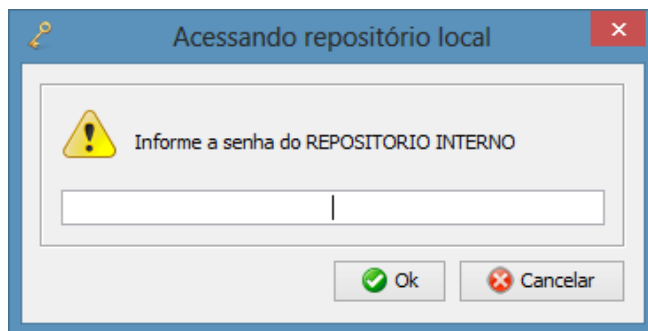 Acessando repositório local
Informe a senha do REPOSITORIO INTERNO
Ok
Cancelar